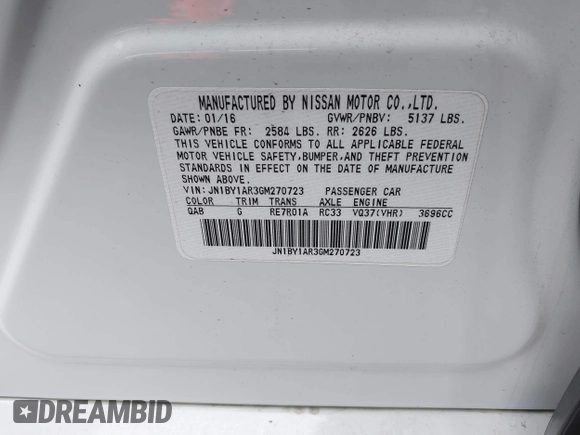 MANUFACTURED BY NISSAN MOTOR CO.,LTD.
DATE: 01/16 GVWR/PNBV: 5137 LBS.
GAWR/PNBE FR: 2584 LBS. RR: 2626 LBS.
THIS VEHICLE CONFORMS TO ALL APPLICABLE FEDERAL
MOTOR VEHICLE SAFETY,BUMPER,AND THEFT PREVENTION
STANDARDS IN EFFECT ON THE DATE OF MANUFACTURE
SHOWN ABOVE.
VIN: JN1BY1AR3GM270723 PASSENGER CAR
COLOR TRIM TRANS AXLE ENGINE
QAB G RE7R01A RC33 VQ37(VHR) 3696CC
JN1BY1AR3GM270723
DREAMBID